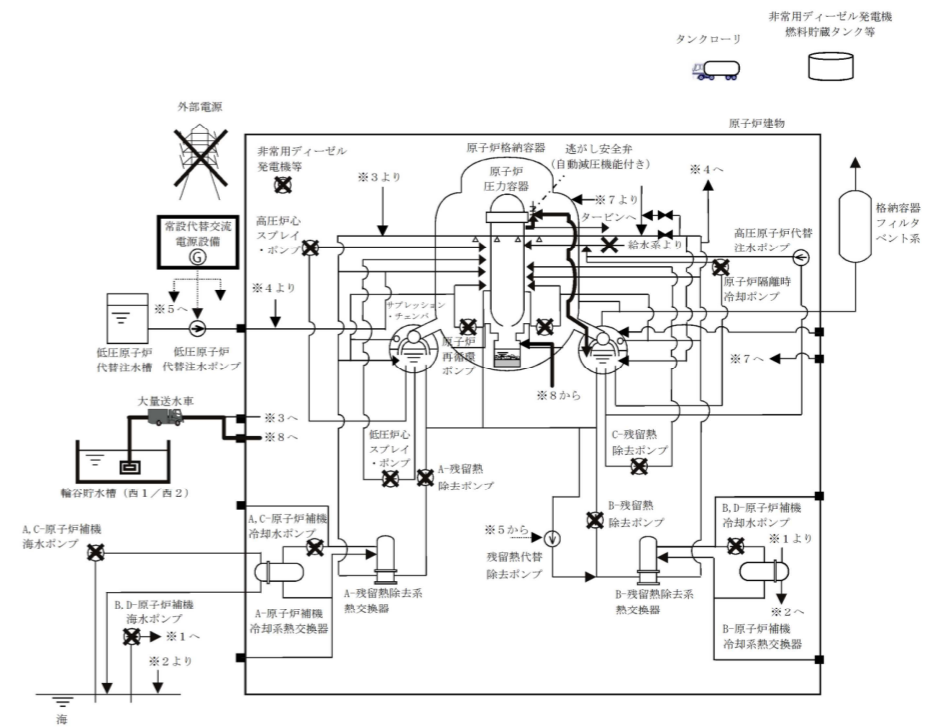 非常用ディーゼル発電機
燃料貯蔵タンク等
タンクローリ
外部電源
原子炉建物
非常用ディーゼル
発電機等
原子炉格納容器
逃がし安全弁
(自動減圧機能付き)
※3より
原子炉
圧力容器
※4へ
※7より
タービンへ
格納容器
フィルタ
ベント系
常設代替交流
電源設備
G
高圧炉心
スプレイ
・ポンプ
給水系より
高圧原子炉代替
注水ポンプ
原子炉隔離時
冷却ポンプ
※4より
※5へ
サプレッション
・チェンバ
低圧原子炉
代替注水槽
低圧原子炉
代替注水ポンプ
原子炉
再循環
ポンプ
※7へ
※8から
大量送水車
※3へ
※8へ
低圧炉心
スプレイ
・ポンプ
C-残留熱
除去ポンプ
A-残留熱
除去ポンプ
輪谷貯水槽(西1/西2)
A,C-原子炉補機
海水ポンプ
A,C-原子炉補機
冷却水ポンプ
※5から
B-残留熱
除去ポンプ
B,D-原子炉補機
冷却水ポンプ
※1より
残留熱代替
除去ポンプ
B,D-原子炉補機
海水ポンプ
A-原子炉補機
冷却系熱交換器
A-残留熱除去系
熱交換器
B-残留熱除去系
熱交換器
※2へ
※1へ
B-原子炉補機
冷却系熱交換器
※2より
海